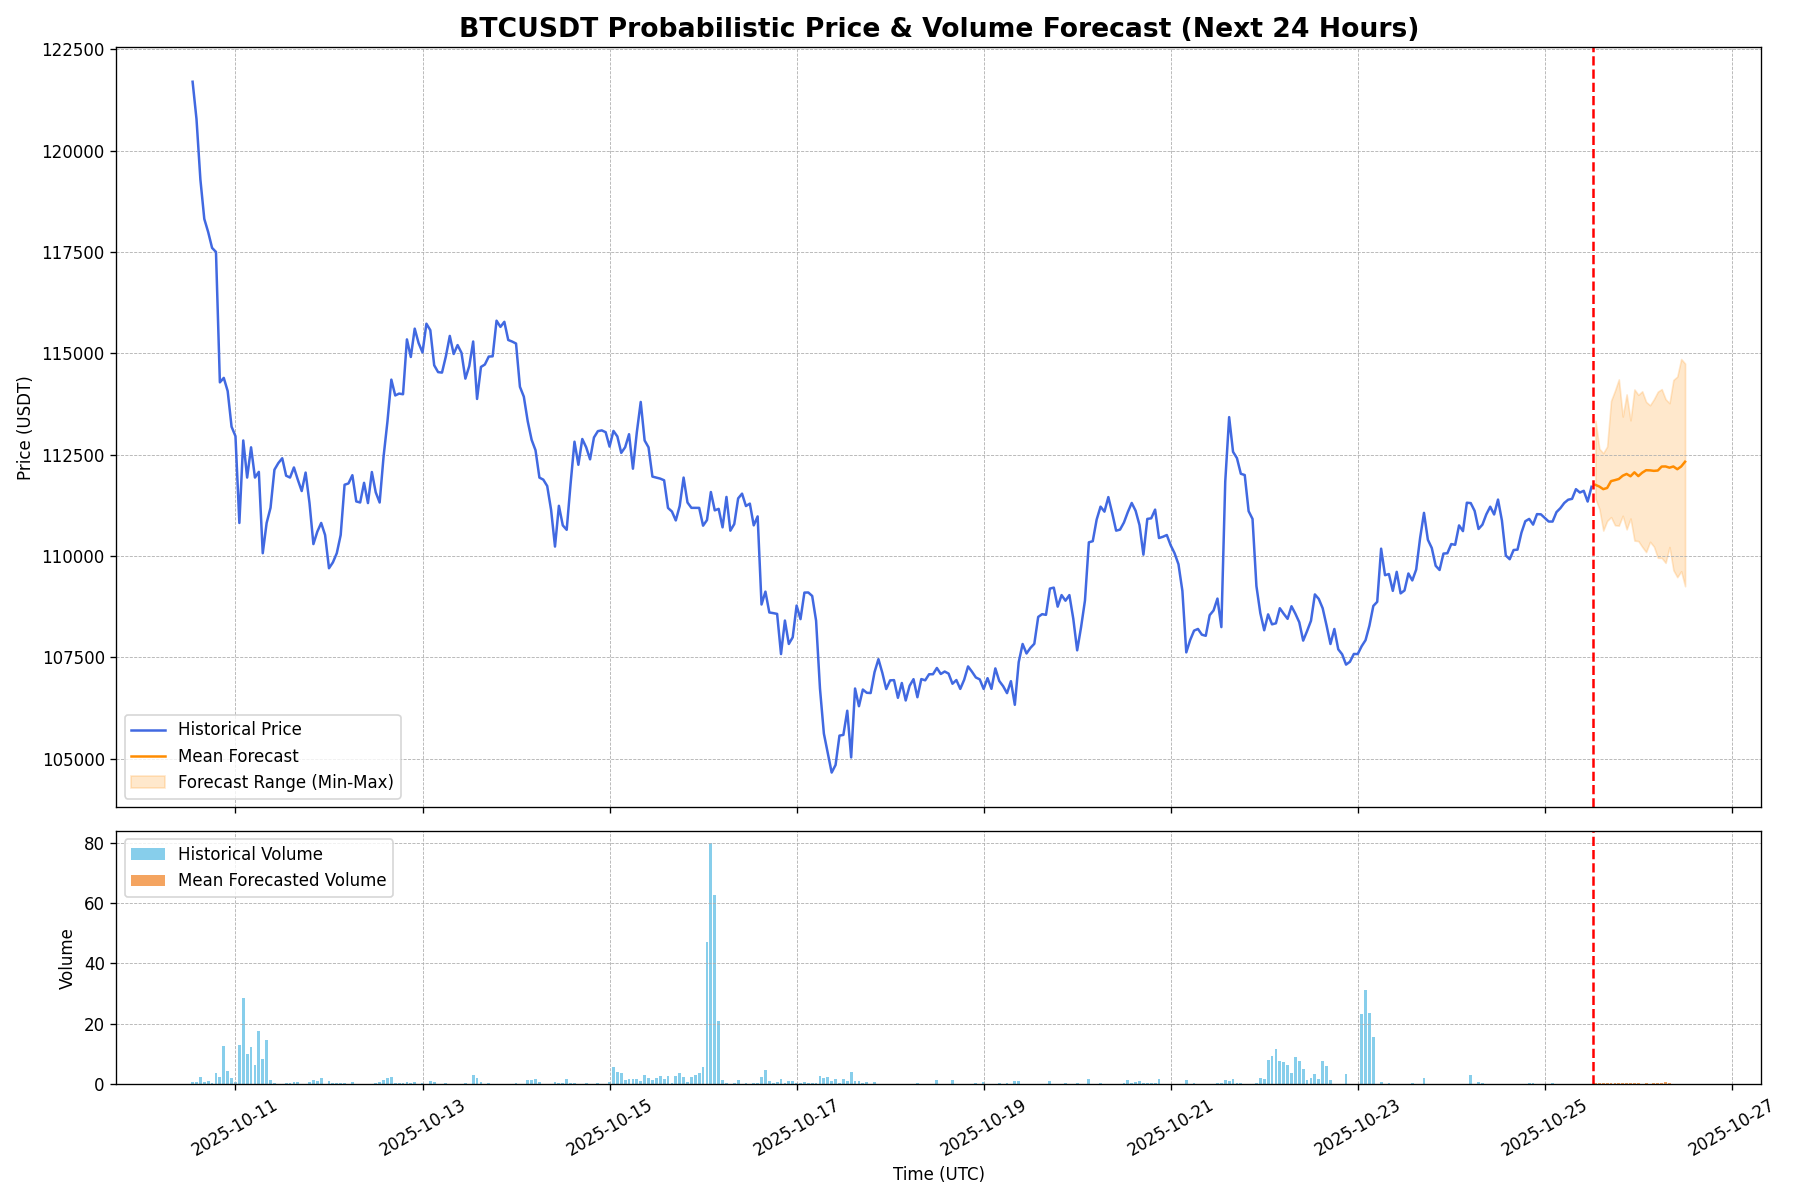 BTCUSDT Probabilistic Price & Volume Forecast (Next 24 Hours)
122500
120000
117500
115000
112500
110000
107500
105000
Price (USDT)
Historical Price
Mean Forecast
Forecast Range (Min-Max)
80
60
40
20
0
Volume
Historical Volume
Mean Forecasted Volume
2025-10-11
2025-10-13
2025-10-15
2025-10-17
2025-10-19
2025-10-21
2025-10-23
2025-10-25
2025-10-27
Time (UTC)